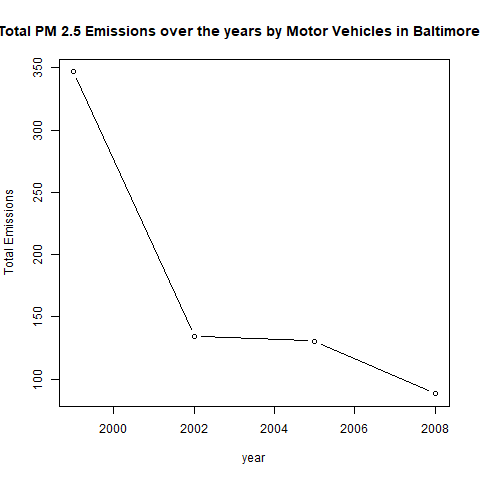 Total PM 2.5 Emissions over the years by Motor Vehicles in Baltimore
350
300
250
200
150
100
Total Emissions
2000 2002 2004 2006 2008
year